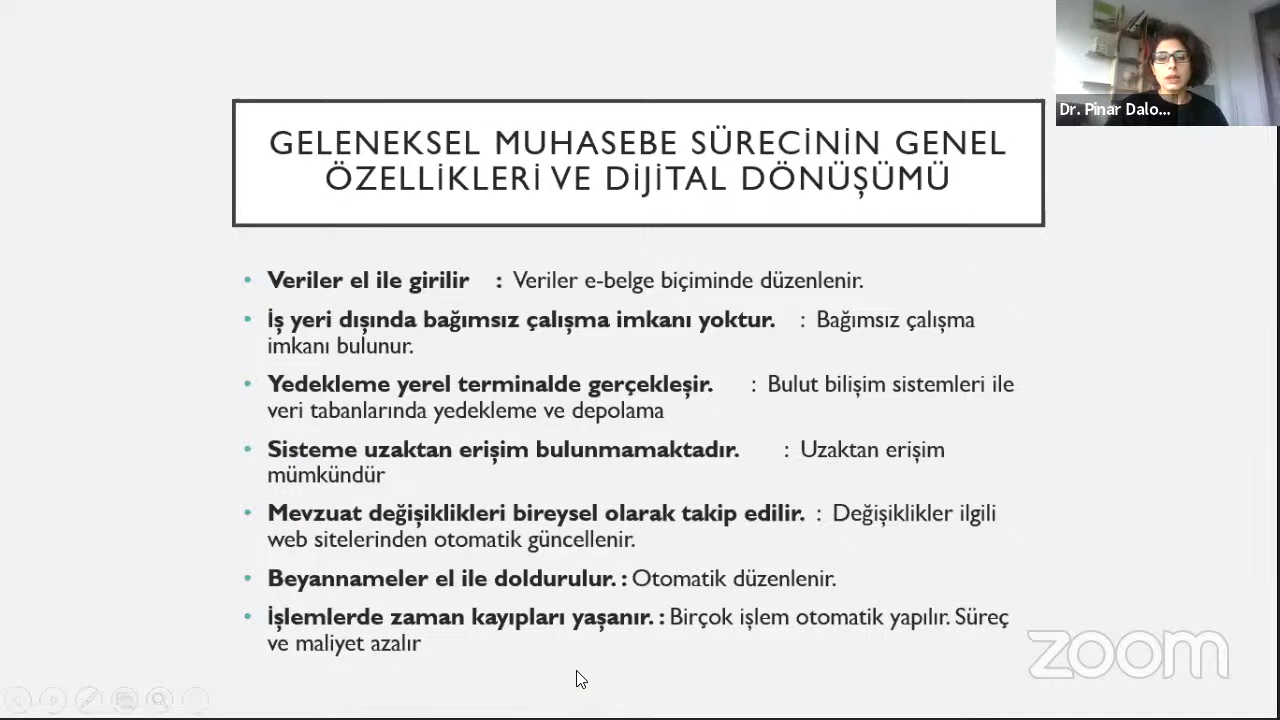 Dr. Pinar Dalo...
GELENEKSEL MUHASEBE SÜRECİNİN GENEL
ÖZELLİKLERİ VE DİJİTAL DÖNÜŞÜMÜ
• Veriler el ile girilir : Veriler e-belge biçiminde düzenlenir.
• İş yeri dışında bağımsız çalışma imkanı yoktur. : Bağımsız çalışma
imkanı bulunur.
• Yedekleme yerel terminalde gerçekleşir. : Bulut bilişim sistemleri ile
veri tabanlarında yedekleme ve depolama
• Sisteme uzaktan erişim bulunmamaktadır. : Uzaktan erişim
mümkündür
• Mevzuat değişiklikleri bireysel olarak takip edilir. : Değişiklikler ilgili
web sitelerinden otomatik güncellenir.
• Beyannameler el ile doldurulur. : Otomatik düzenlenir.
• İşlemlerde zaman kayıpları yaşanır. : Birçok işlem otomatik yapılır. Süreç
ve maliyet azalır
zoom